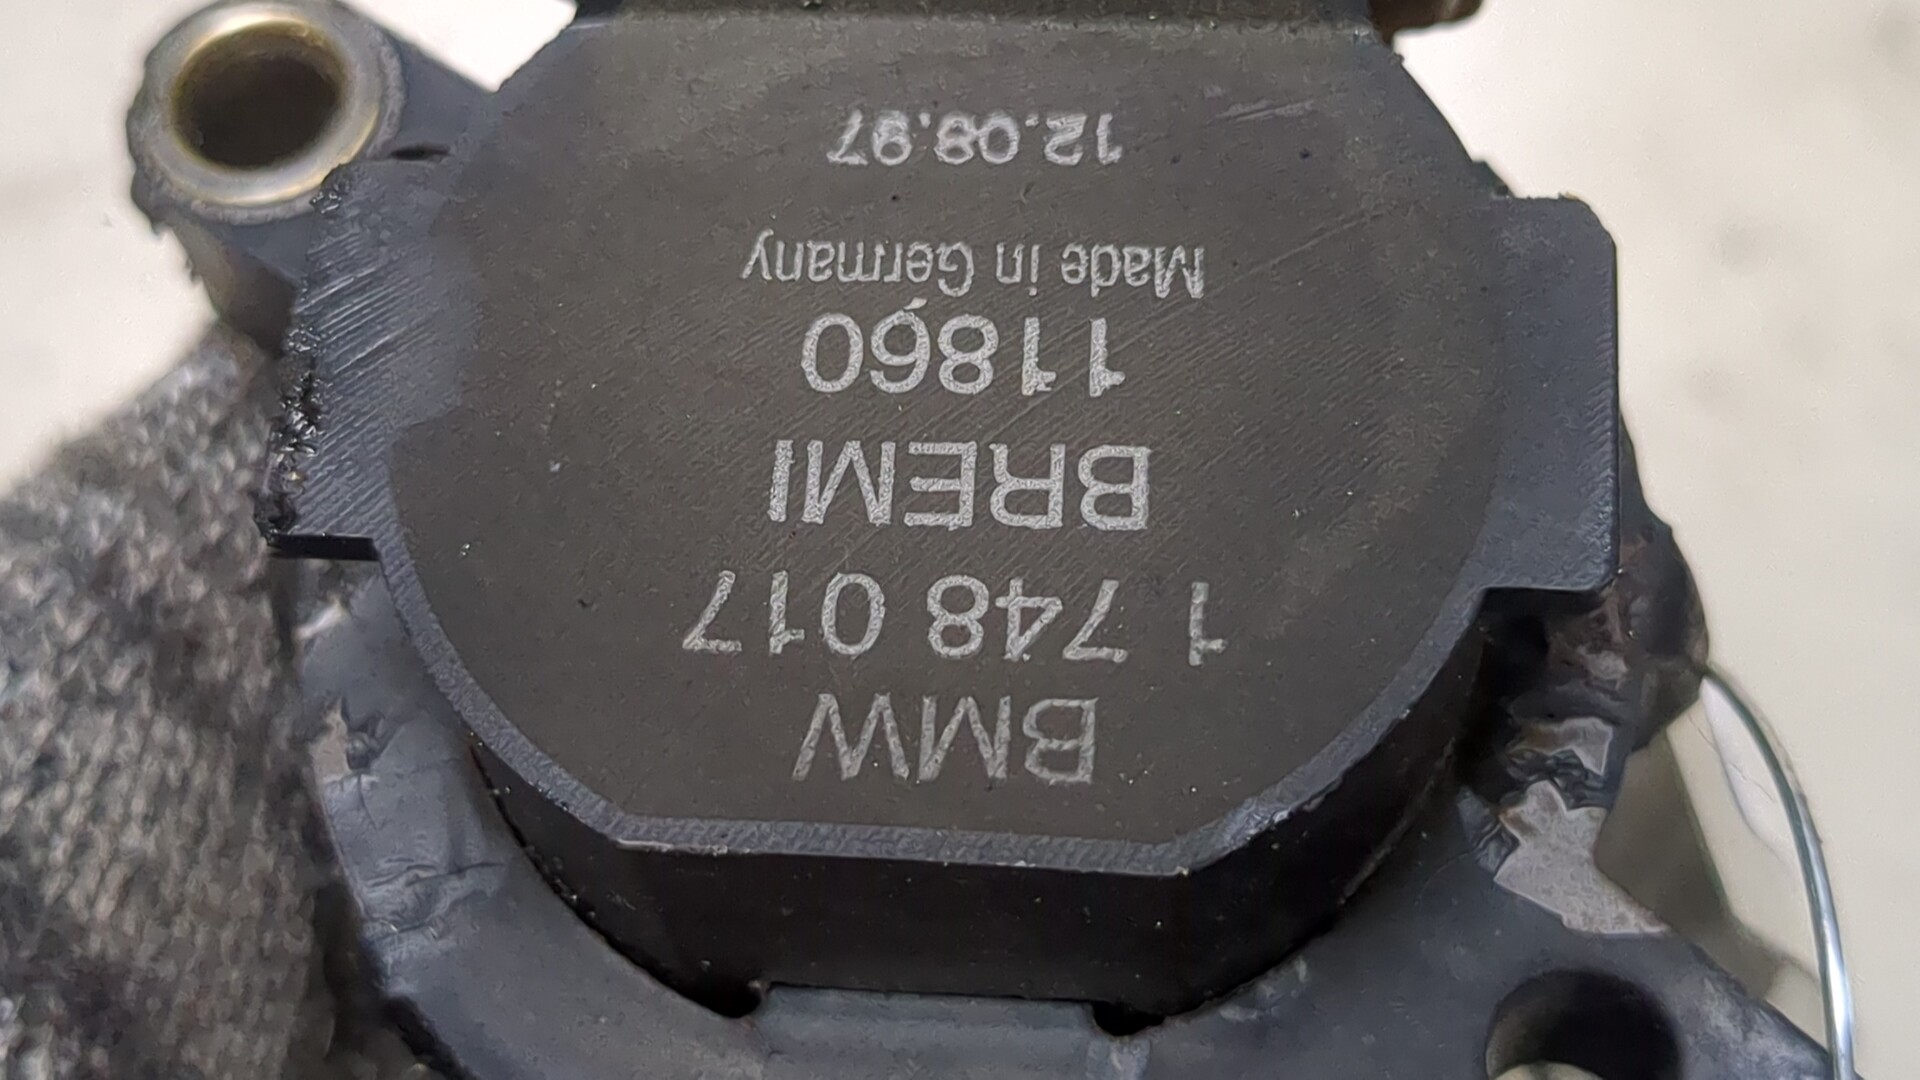 BMW
1 748 017
BREMI
11860
Made in Germany
12.08.97